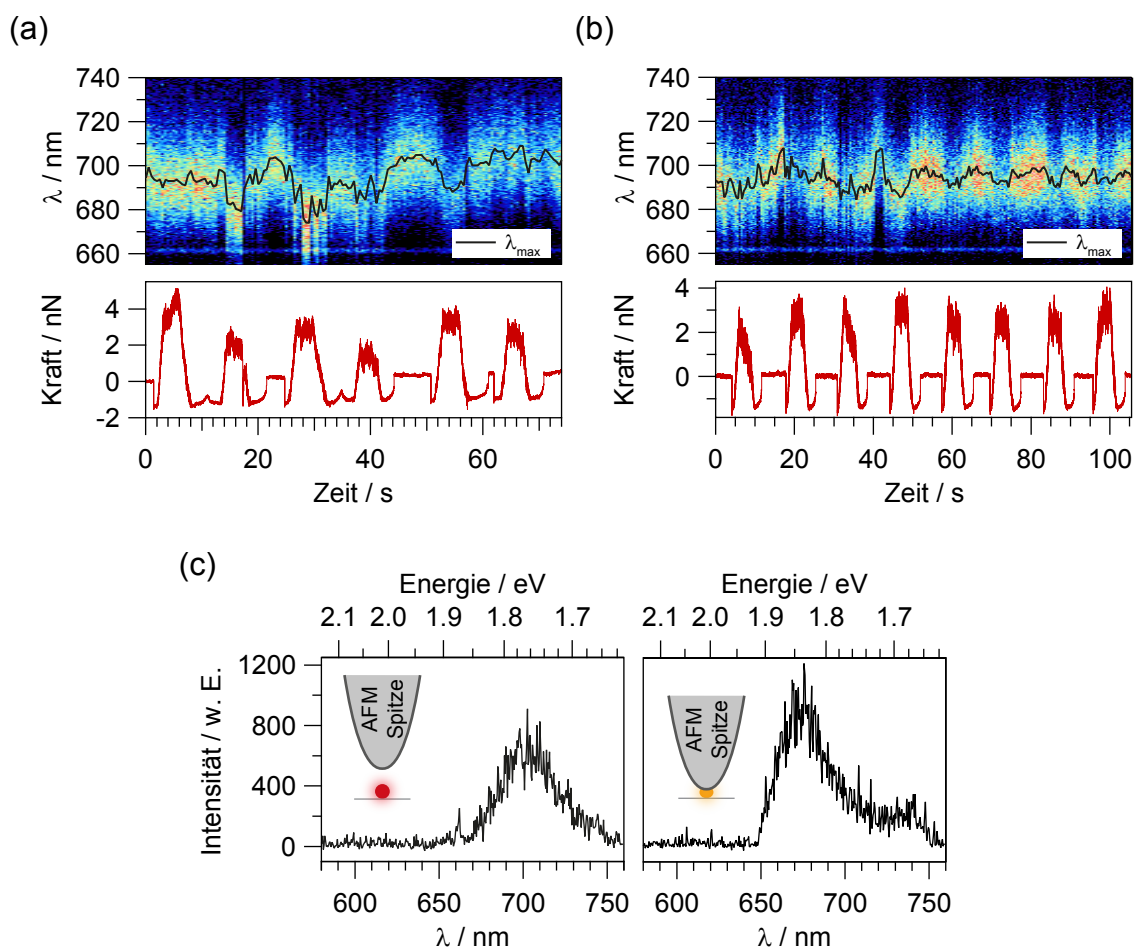 (a)
740
720
700
680
660
λ / nm
λmax
4
2
0
-2
Kraft / nN
0 20 40 60
Zeit / s
(b)
740
720
700
680
660
λ / nm
λmax
4
2
0
Kraft / nN
0 20 40 60 80 100
Zeit / s
(c)
Energie / eV
2.1 2.0 1.9 1.8 1.7
1200
800
400
0
Intensität / w. E.
AFM
Spitze
600 650 700 750
λ / nm
Energie / eV
2.1 2.0 1.9 1.8 1.7
AFM
Spitze
600 650 700 750
λ / nm